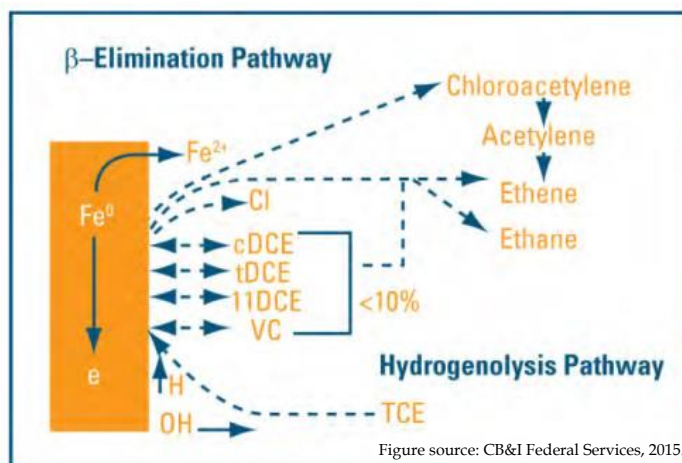 β–Elimination Pathway
Chloroacetylene
Acetylene
Fe²⁺
Ethene
Cl
Fe⁰
Ethane
cDCE
tDCE
11DCE
<10%
VC
Hydrogenolysis Pathway
e
H
TCE
OH
Figure source: CB&I Federal Services, 2015